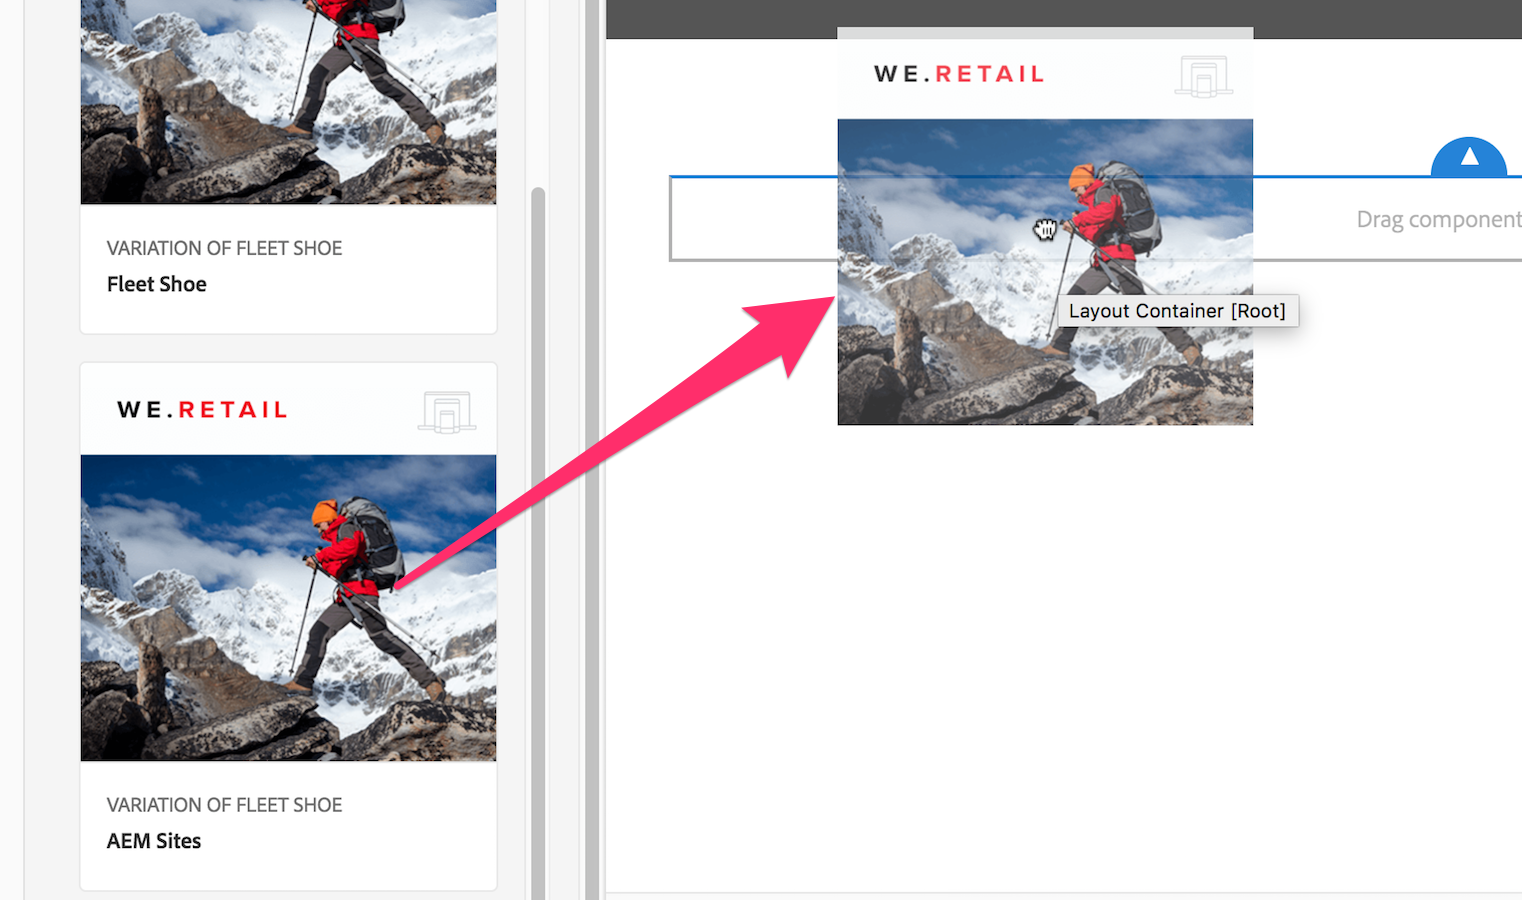 VARIATION OF FLEET SHOE
Fleet Shoe
WE.RETAIL
VARIATION OF FLEET SHOE
AEM Sites
WE.RETAIL
Drag component
Layout Container [Root]